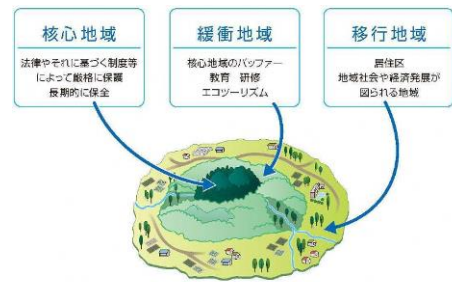 核心地域
法律やそれに基づく制度等
によって厳格に保護
長期的に保全
緩衝地域
核心地域のバッファー
教育 研修
エコツーリズム
移行地域
居住区
地域社会や経済発展が
図られる地域